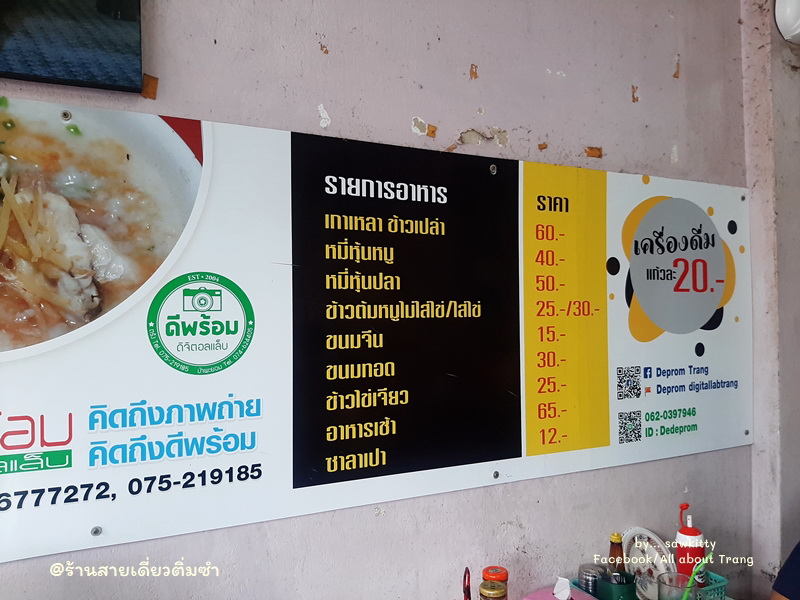 รายการอาหาร
เกาเหลา ข้าวเปล่า
หมี่หุ้นหมู
หมี่หุ้นปลา
ข้าวต้มหมูไม่ใส่ไข่/ใส่ไข่
ขนมจีน
ขนมทอด
ข้าวไข่เจียว
อาหารเช้า
ซาลาเปา
ราคา
60.-
40.-
50.-
25.-/30.-
15.-
30.-
25.-
65.-
12.-
เครื่องดื่ม
แก้วละ 20.-
Deprom Trang
Deprom digitallabtrang
062-0397946
ID : Dedeprom
EST • 2004
ดีพร้อม
ดิจิตอลแล็บ
คิดถึงภาพถ่าย
คิดถึงดีพร้อม
6777272, 075-219185
@ร้านสายเดี่ยวติ่มซำ
by... sawkitty
Facebook/All about Trang